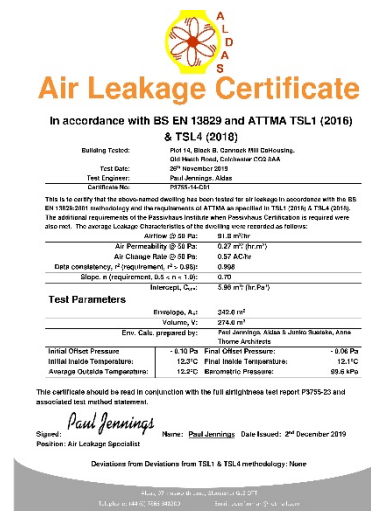 ALDAS
Air Leakage Certificate
In accordance with BS EN 13829 and ATTMA TSL1 (2016)
& TSL4 (2018)
Building Tested: Plot 14, Block B, Cannock Mill CoHousing,
Old Heath Road, Colchester CO2 8AA
Test Date: 26th November 2019
Test Engineer: Paul Jennings, Aldas
Certificate No: P3755-14-C01
This is to certify that the above-named dwelling has been tested for air leakage in accordance with the BS
EN 13829:2001 methodology and the requirements of ATTMA as specified in TSL1 (2016) & TSL4 (2018).
The additional requirements of the Passivhaus Institute when Passivhaus Certification is required were
also met. The average Leakage Characteristics of the dwelling were recorded as follows:
Airflow @ 50 Pa: m³/hr
Air Permeability @ 50 Pa: 0.27 m³/ (hr.m²)
Air Change Rate @ 50 Pa: AC/hr
Data consistency, r² (requirement, r² > 0.98): 0.998
Slope, n (requirement, 0.5 < n < 1.0): 0.70
Intercept, 5.98 m³/ (hr.Paⁿ)
Test Parameters
Envelope, 342.0 m²
Volume, V: 274.0 m³
Env. Calc. prepared by: Paul Jennings, Aldas & Junko Suetake, Anne
Thorne Architects
Initial Offset Pressure - 0.10 Pa Final Offset Pressure: - 0.06 Pa
Initial Inside Temperature: 12.3°C Final Inside Temperature: 12.1°C
Average Outside Temperature: 12.2°C Barometric Pressure: 99.6 kPa
This certificate should be read in conjunction with the full airtightness test report P3755-23 and
associated test method statement.
Paul Jennings
Signed: Name: Paul Jennings Date Issued: 2nd December 2019
Position: Air Leakage Specialist
Deviations from Deviations from TSL1 & TSL4 methodology: None